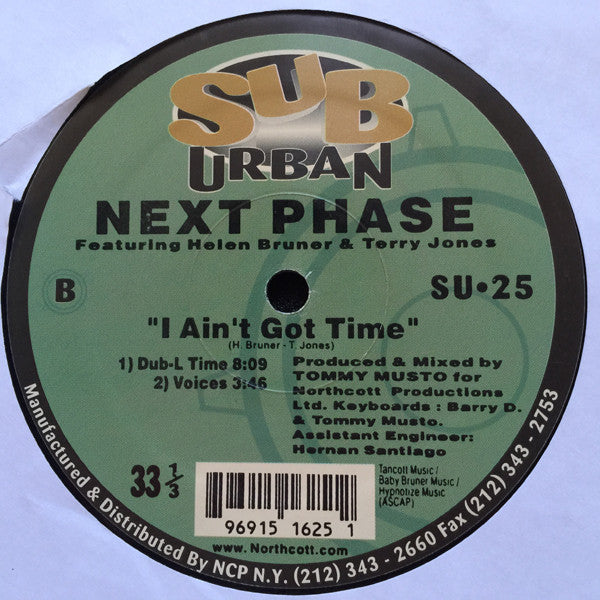 SUB
URBAN
NEXT PHASE
Featuring Helen Bruner & Terry Jones
B
SU•25
"I Ain't Got Time"
(H. Bruner - T. Jones)
1) Dub-L Time 8:09
2) Voices 3:46
Produced & Mixed by
TOMMY MUSTO for
Northcott Productions
Ltd. Keyboards : Barry D.
& Tommy Musto.
Assistant Engineer:
Hernan Santiago
33 1/3
96915 1625 1
Tancott Music /
Baby Bruner Music /
Hypnotize Music
(ASCAP)
www.Northcott.com
Manufactured & Distributed By NCP N.Y. (212) 343 - 2660 Fax (212) 343 - 2753